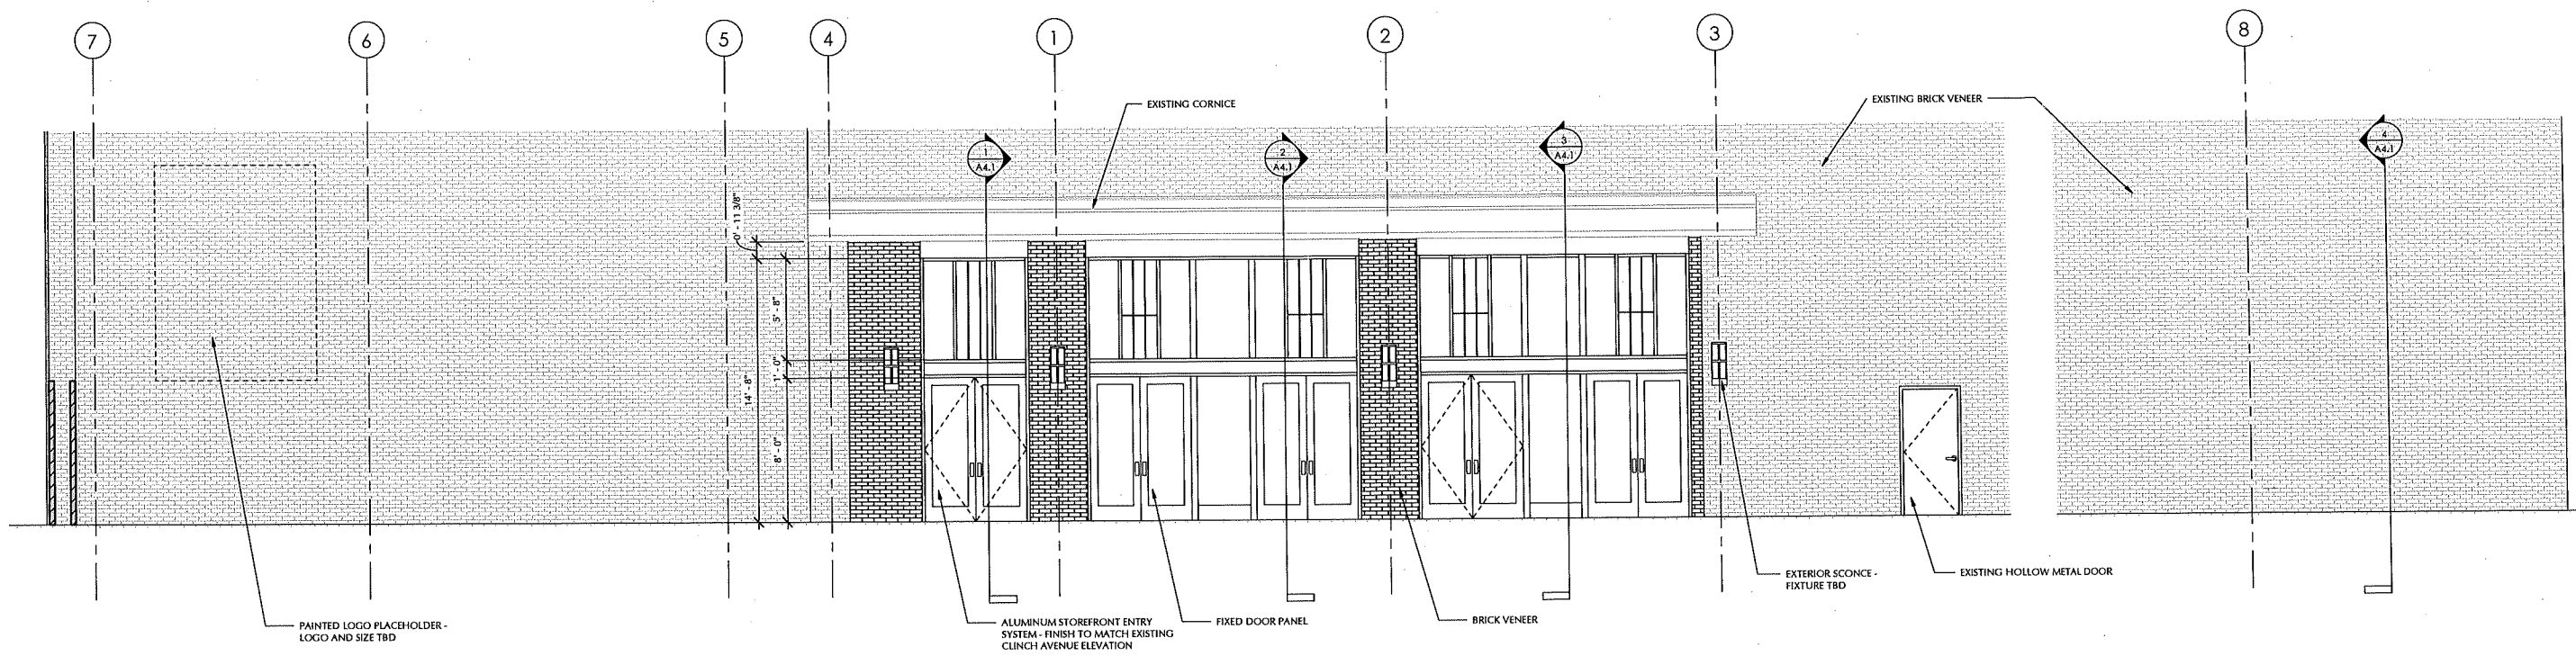 7
6
5
4
1
2
3
8
EXISTING CORNICE
EXISTING BRICK VENEER
1
A4.1
2
A4.1
3
A4.1
4
A4.1
0' - 11 3/8"
5' - 8"
1' - 0"
14' - 8"
8' - 0"
PAINTED LOGO PLACEHOLDER -
LOGO AND SIZE TBD
ALUMINUM STOREFRONT ENTRY
SYSTEM - FINISH TO MATCH EXISTING
CLINCH AVENUE ELEVATION
FIXED DOOR PANEL
BRICK VENEER
EXTERIOR SCONCE -
FIXTURE TBD
EXISTING HOLLOW METAL DOOR